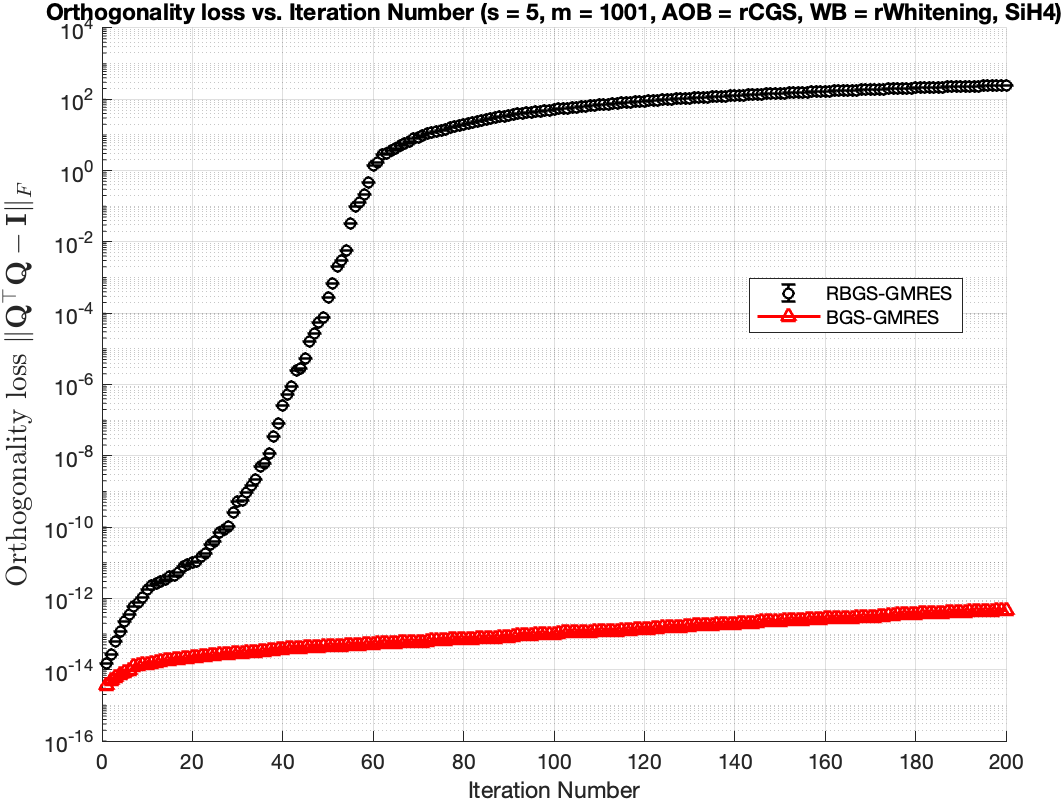 Orthogonality loss vs. Iteration Number (s = 5, m = 1001, AOB = rCGS, WB = rWhitening, SiH4)
10^4
10^2
10^0
10^-2
10^-4
10^-6
10^-8
10^-10
10^-12
10^-14
10^-16
Orthogonality loss ||Q^⊤Q − I||_F
RBGS-GMRES
BGS-GMRES
0 20 40 60 80 100 120 140 160 180 200
Iteration Number